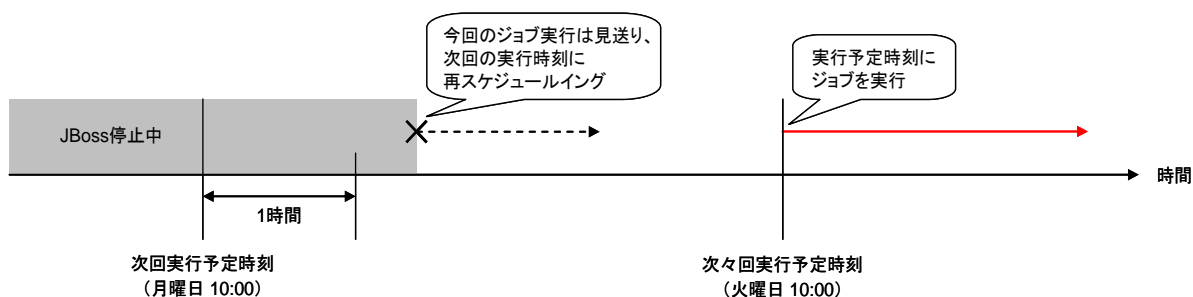 今回のジョブ実行は見送り、
次回の実行時刻に
再スケジュールイング
実行予定時刻に
ジョブを実行
JBoss停止中
時間
1時間
次回実行予定時刻
（月曜日 10:00）
次々回実行予定時刻
（火曜日 10:00）